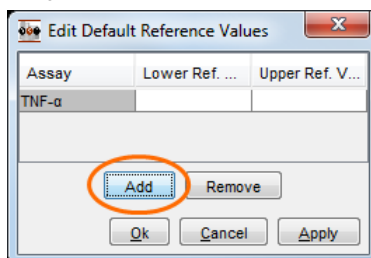 Edit Default Reference Values
Assay Lower Ref. ... Upper Ref. V...
TNF-α
Add Remove
Ok Cancel Apply